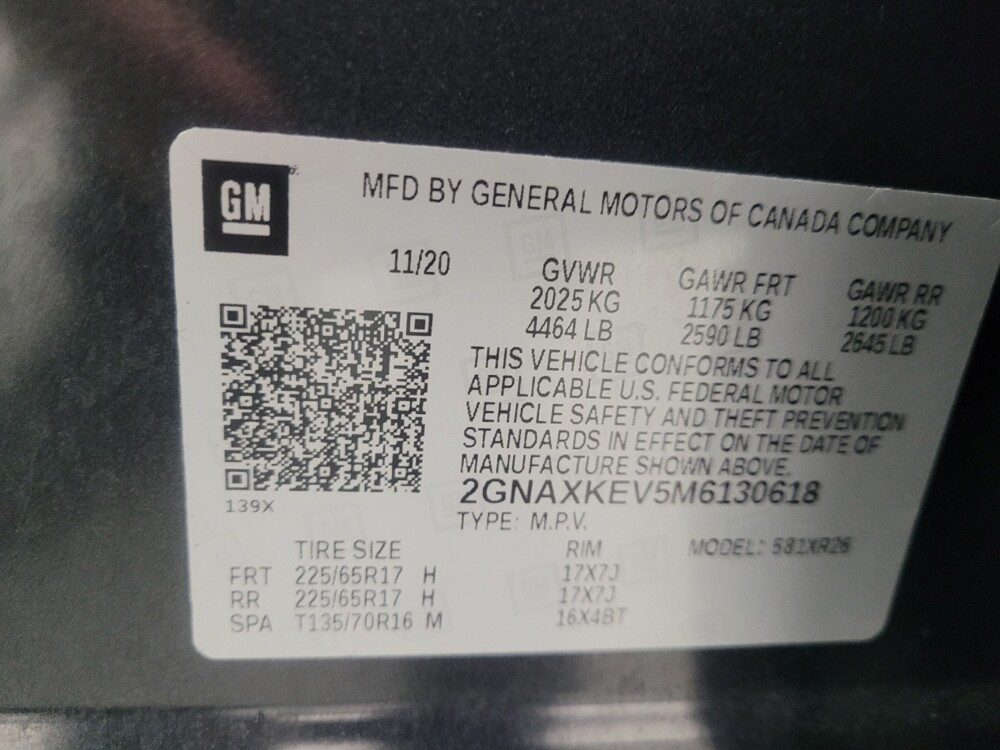 GM
MFD BY GENERAL MOTORS OF CANADA COMPANY
11/20
GVWR GAWR FRT GAWR RR
2025 KG 1175 KG 1200 KG
4464 LB 2590 LB 2645 LB
THIS VEHICLE CONFORMS TO ALL
APPLICABLE U.S. FEDERAL MOTOR
VEHICLE SAFETY AND THEFT PREVENTION
STANDARDS IN EFFECT ON THE DATE OF
MANUFACTURE SHOWN ABOVE.
2GNAXKEV5M6130618
139X
TYPE: M.P.V.
TIRE SIZE RIM MODEL:
FRT 225/65R17 H 17X7J
RR 225/65R17 H 17X7J
SPA T135/70R16 M 16X4BT